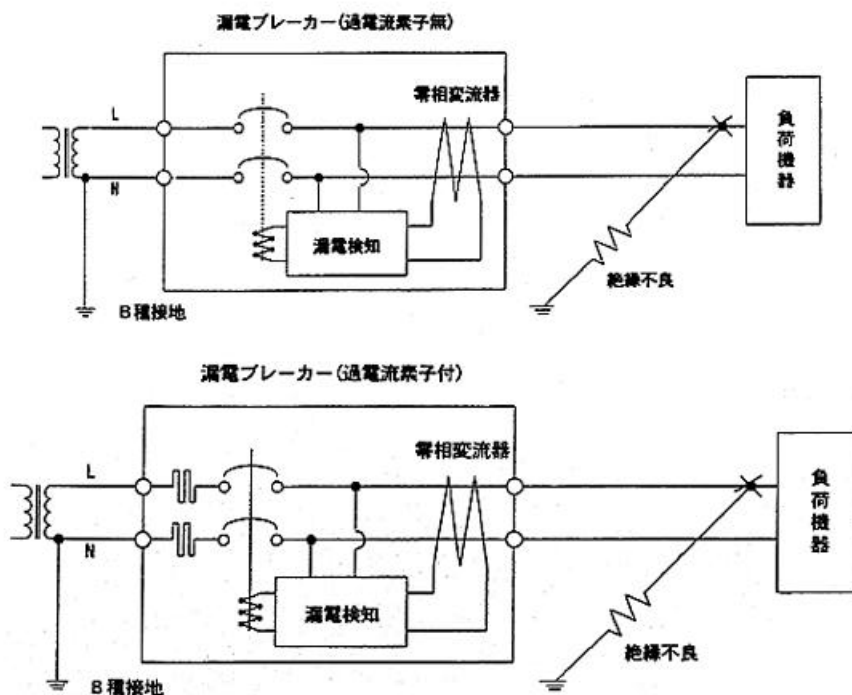 漏電ブレーカー(過電流素子無)
零相変流器
L
N
漏電検知
負荷機器
絶縁不良
B種接地
漏電ブレーカー(過電流素子付)
零相変流器
L
N
漏電検知
負荷機器
絶縁不良
B種接地